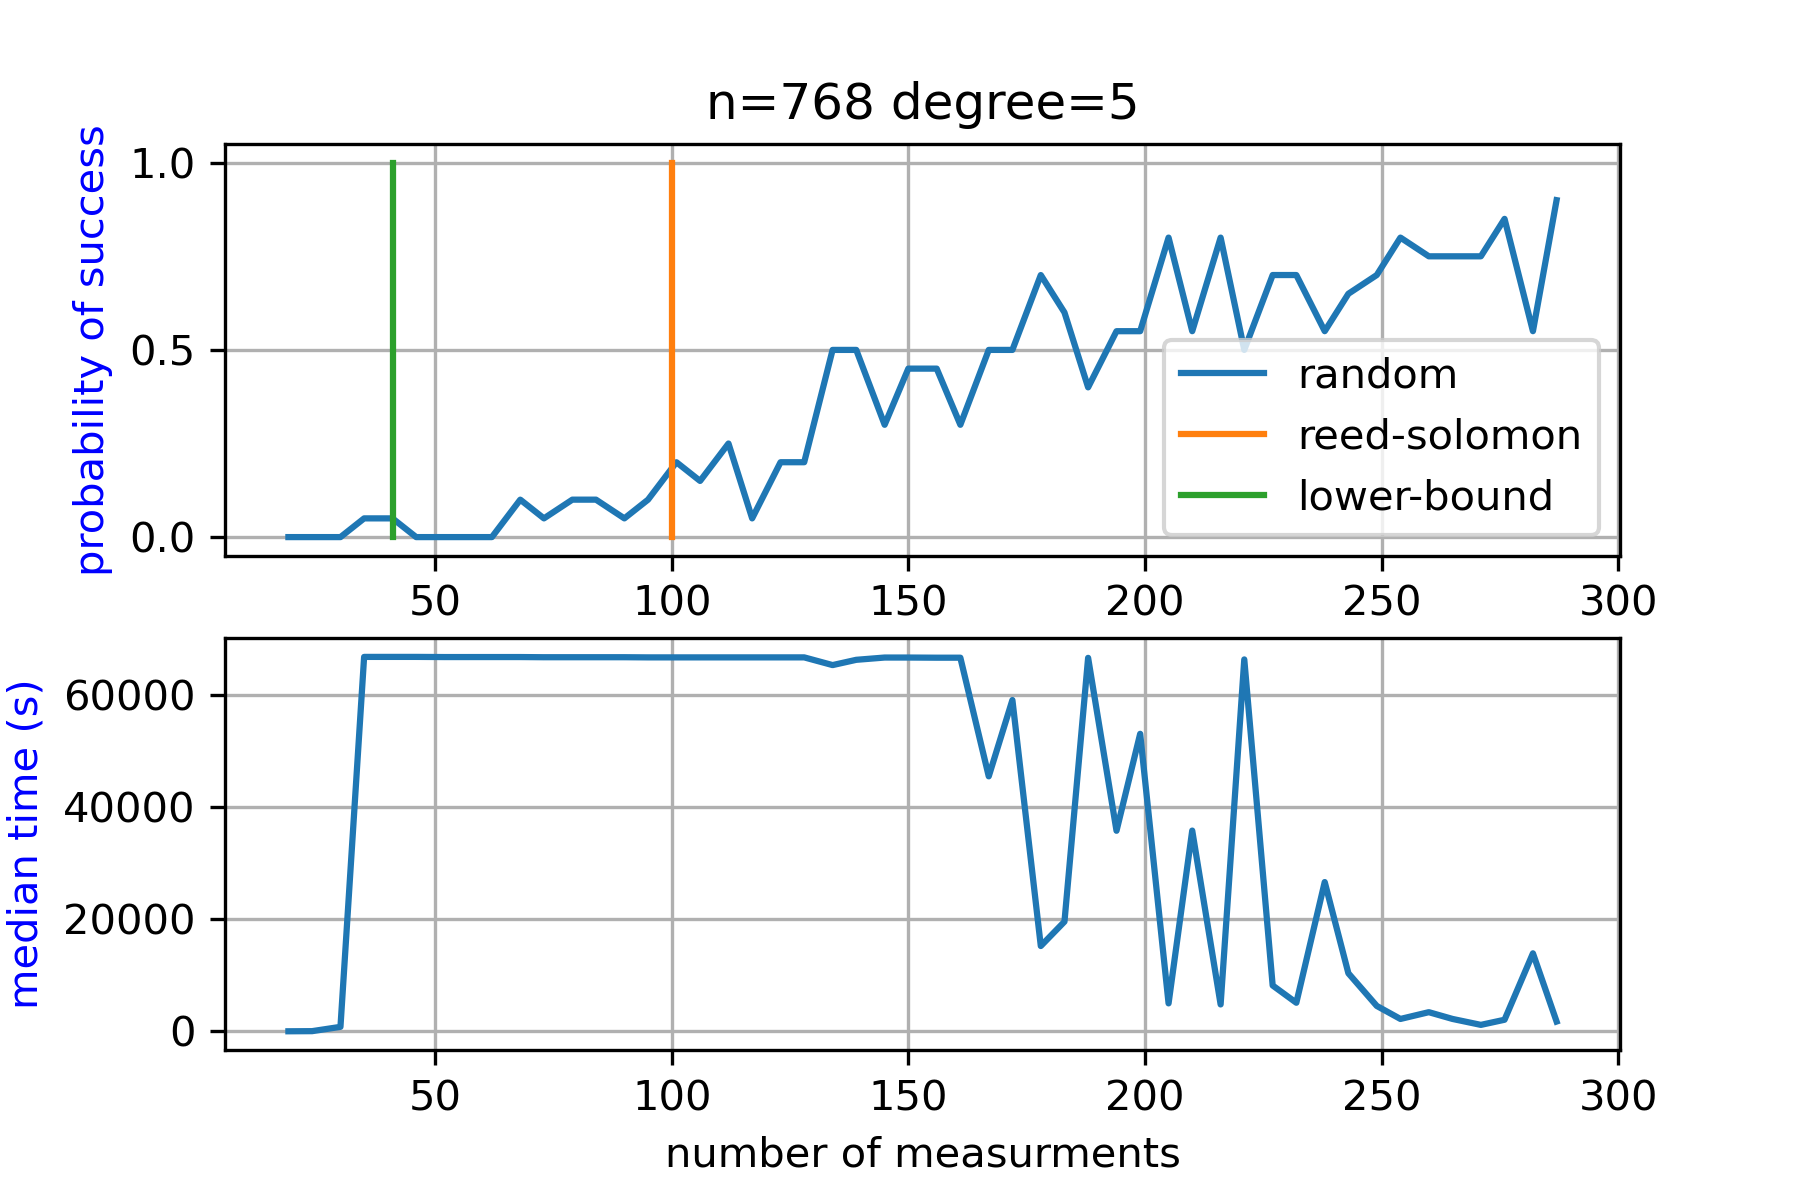 n=768 degree=5
probability of success
1.0
0.5
0.0
random
reed-solomon
lower-bound
50 100 150 200 250 300
median time (s)
60000
40000
20000
0
50 100 150 200 250 300
number of measurments